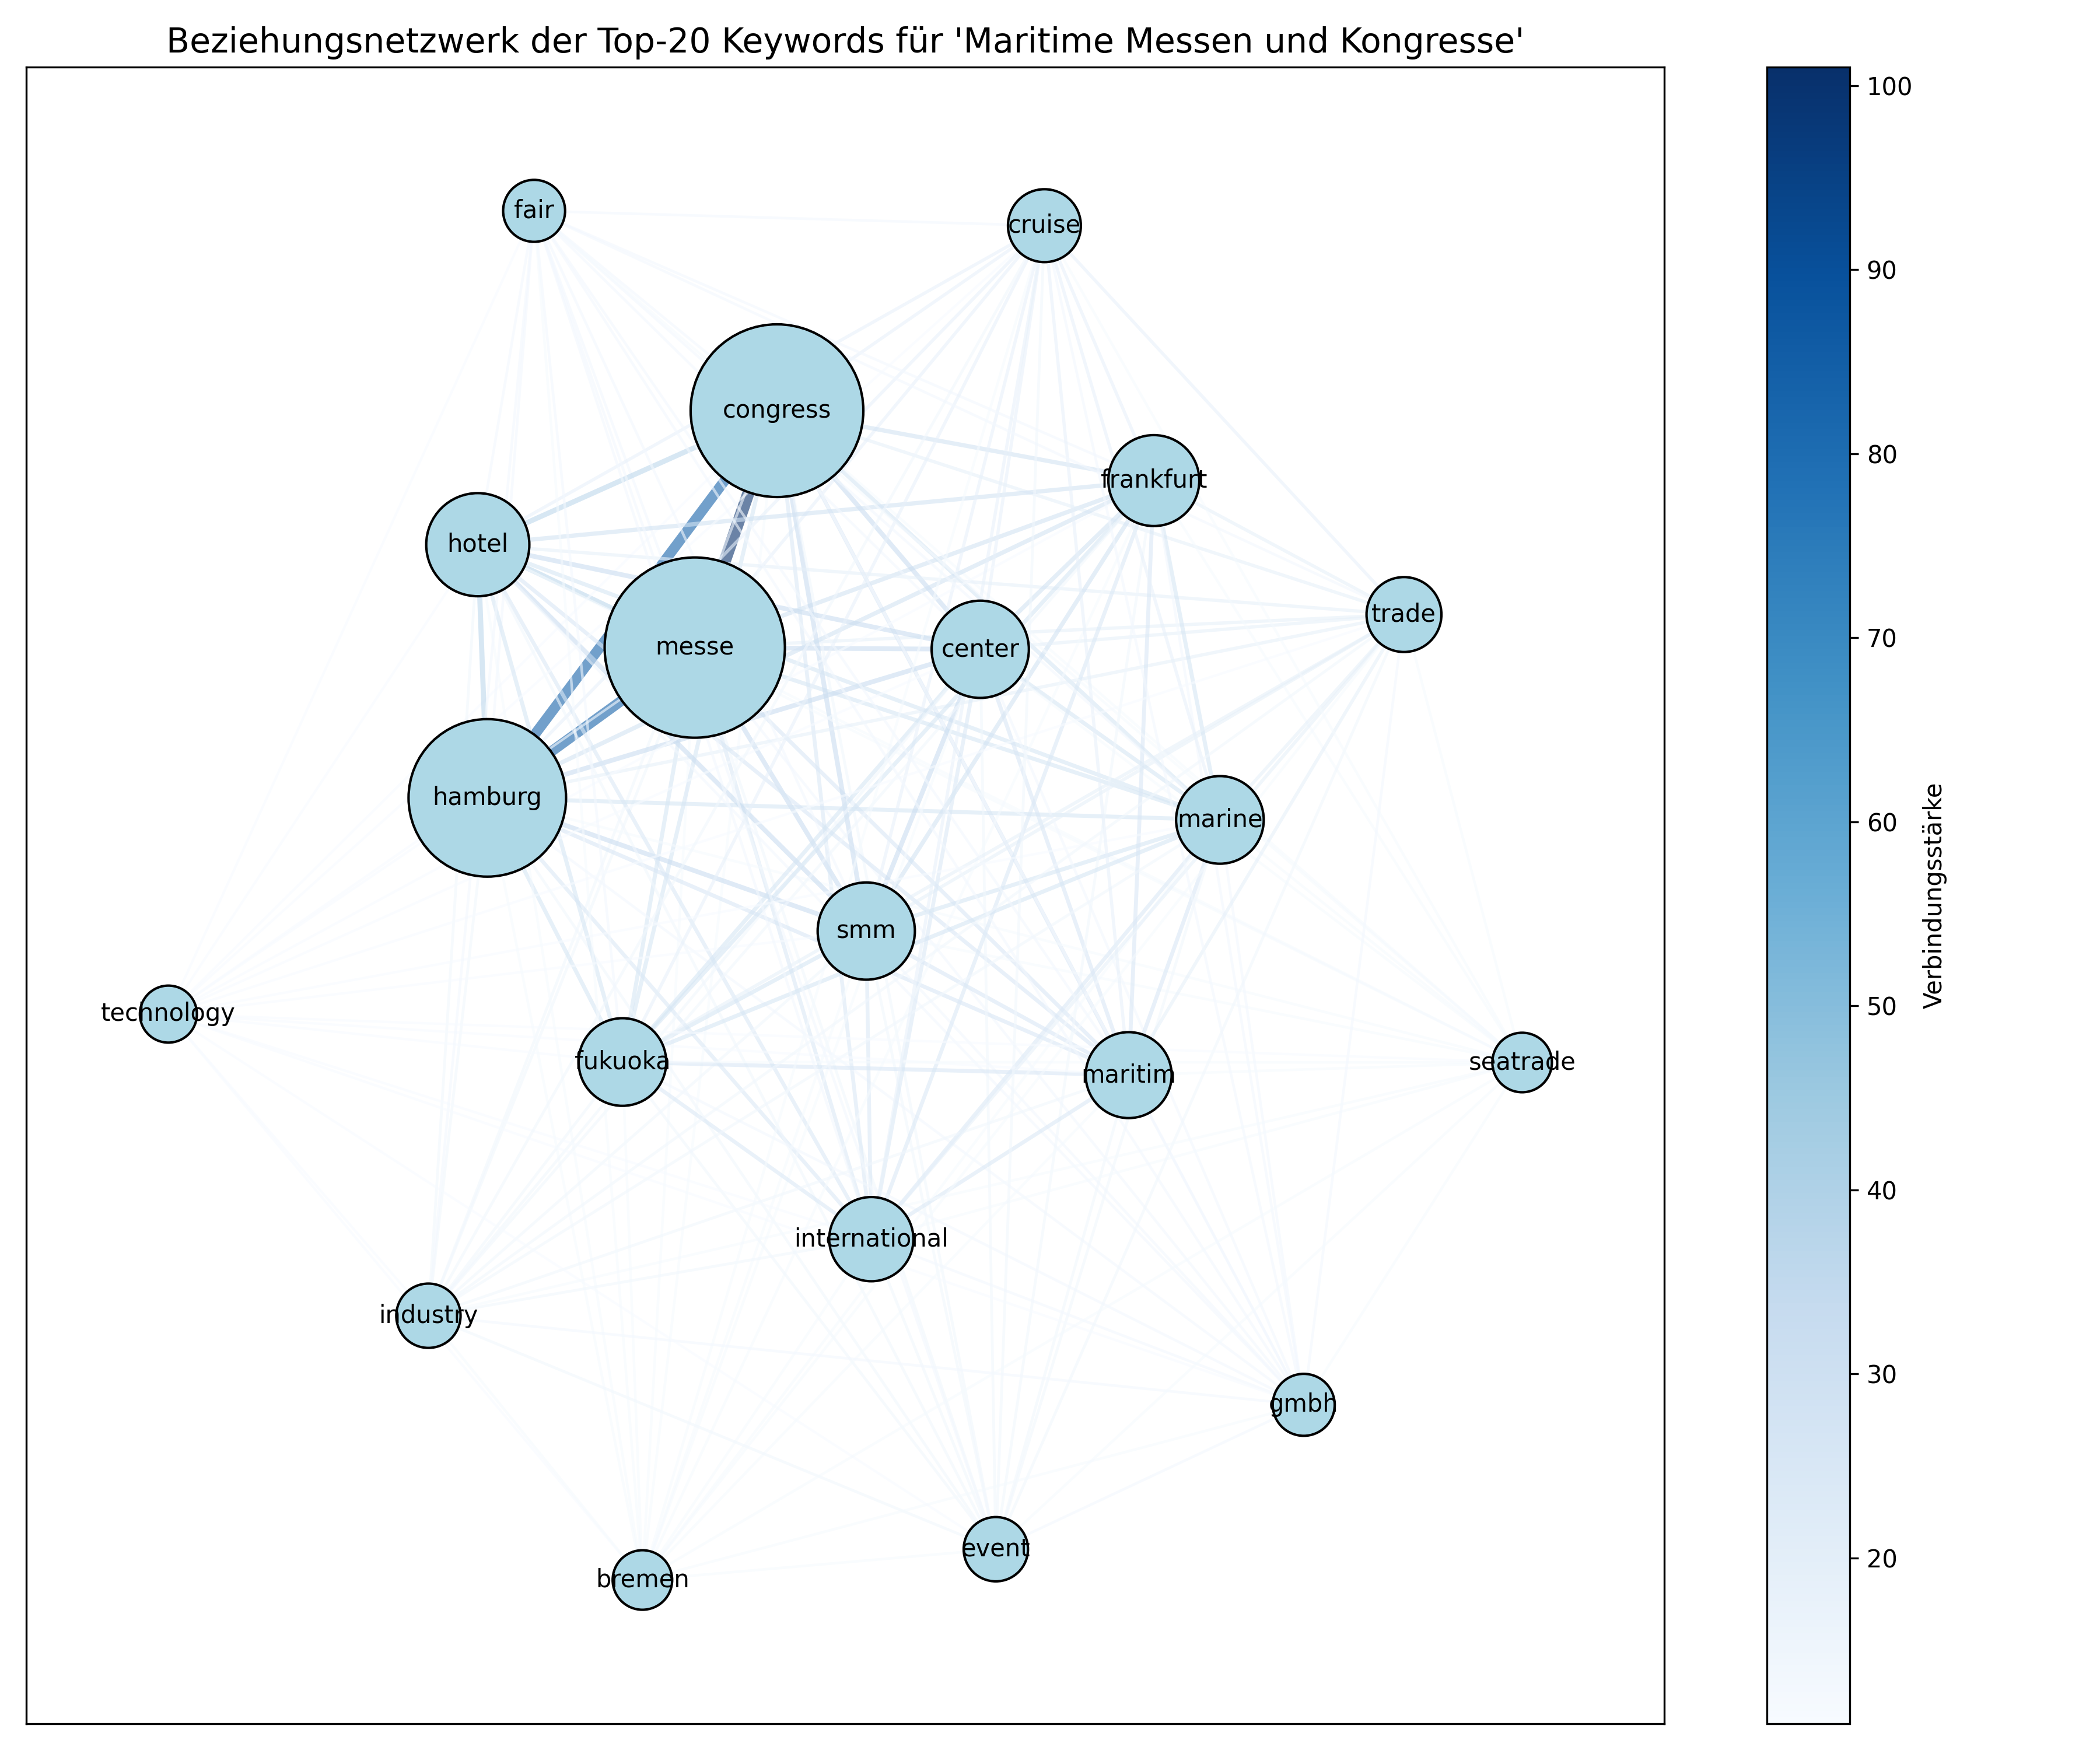 Beziehungsnetzwerk der Top-20 Keywords für 'Maritime Messen und Kongresse'
fair
cruise
congress
frankfurt
hotel
trade
messe
center
hamburg
marine
smm
technology
fukuoka
maritim
seatrade
international
industry
gmbh
event
bremen
100
90
80
70
60
50
40
30
20
Verbindungsstärke